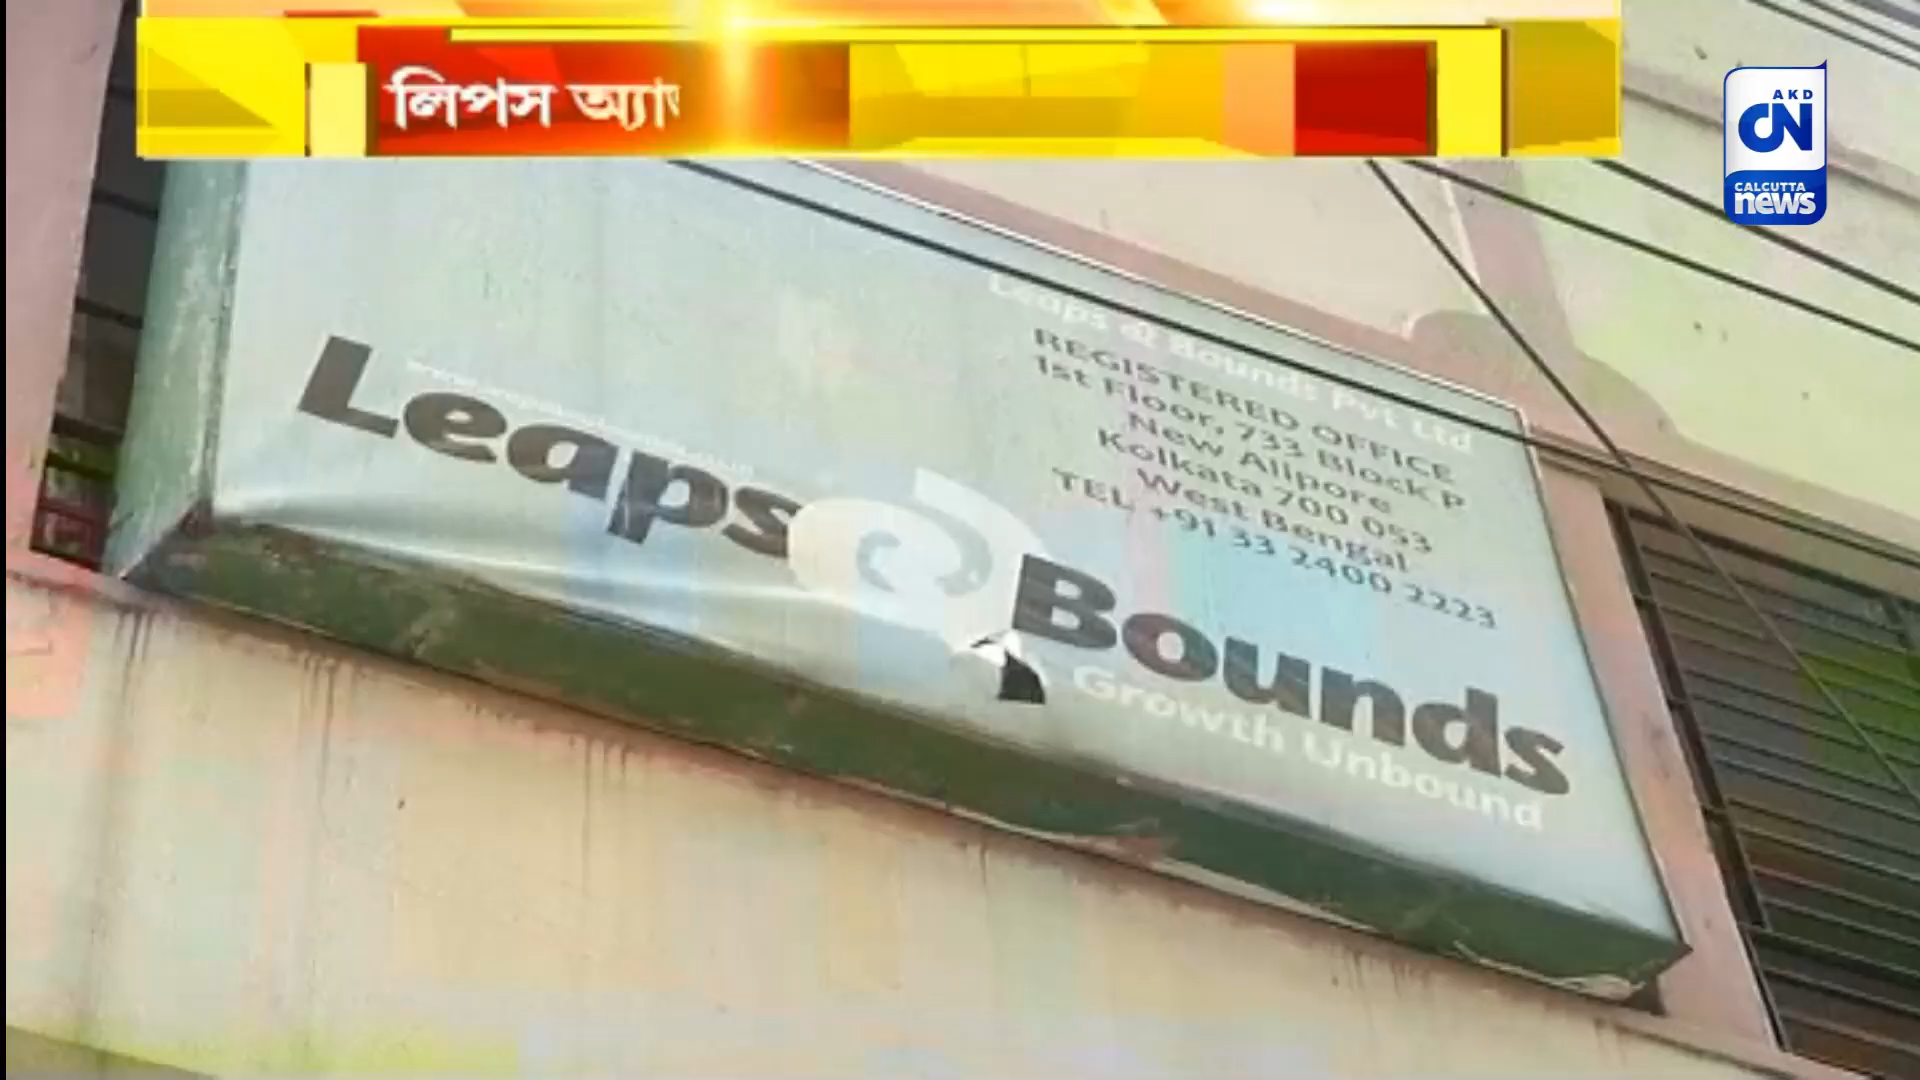 লিপস অ্যা
AKD
CN
CALCUTTA
news
Leaps & Bounds Pvt Ltd
REGISTERED OFFICE
1st Floor, 733 Block P
New Alipore
Kolkata 700 053
West Bengal
TEL +91 33 2400 2223
Leaps
Bounds
Growth Unbound